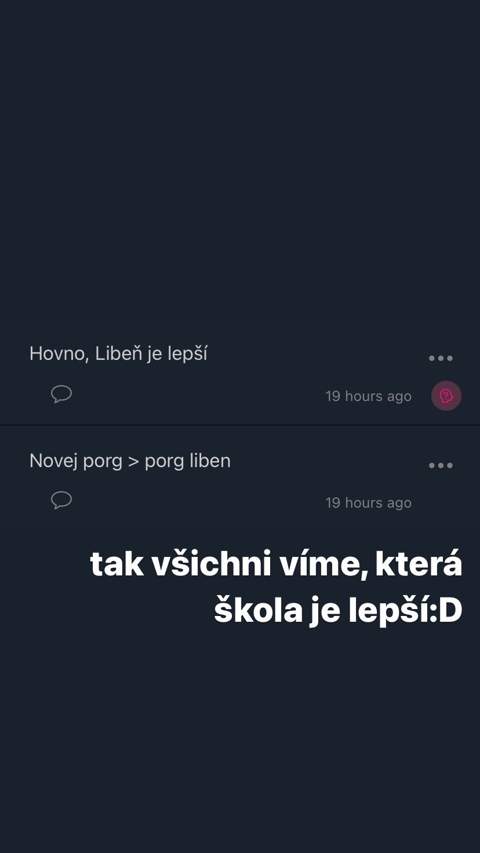 Hovno, Libeň je lepší
19 hours ago
Novej porg > porg liben
19 hours ago
tak všichni víme, která
škola je lepší:D